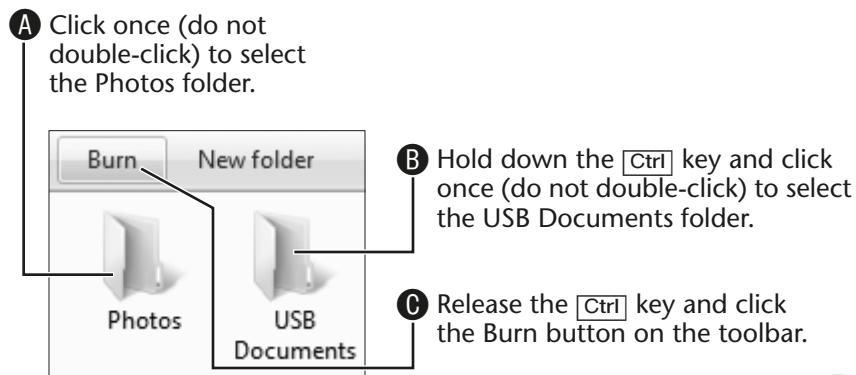 A Click once (do not
double-click) to select
the Photos folder.
Burn New folder
B Hold down the Ctrl key and click
once (do not double-click) to select
the USB Documents folder.
Photos
USB
Documents
C Release the Ctrl key and click
the Burn button on the toolbar.